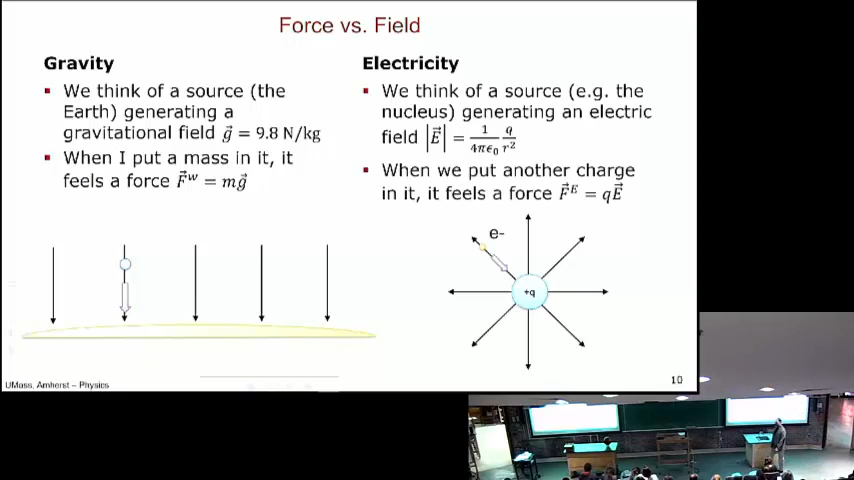 Force vs. Field
Gravity
▪ We think of a source (the
Earth) generating a
gravitational field g⃗ = 9.8 N/kg
▪ When I put a mass in it, it
feels a force F⃗ʷ = mg⃗
Electricity
▪ We think of a source (e.g. the
nucleus) generating an electric
field |E⃗| = 1/(4πϵ₀) q/r²
▪ When we put another charge
in it, it feels a force F⃗ᴱ = qE⃗
e-
+q
UMass, Amherst – Physics
10